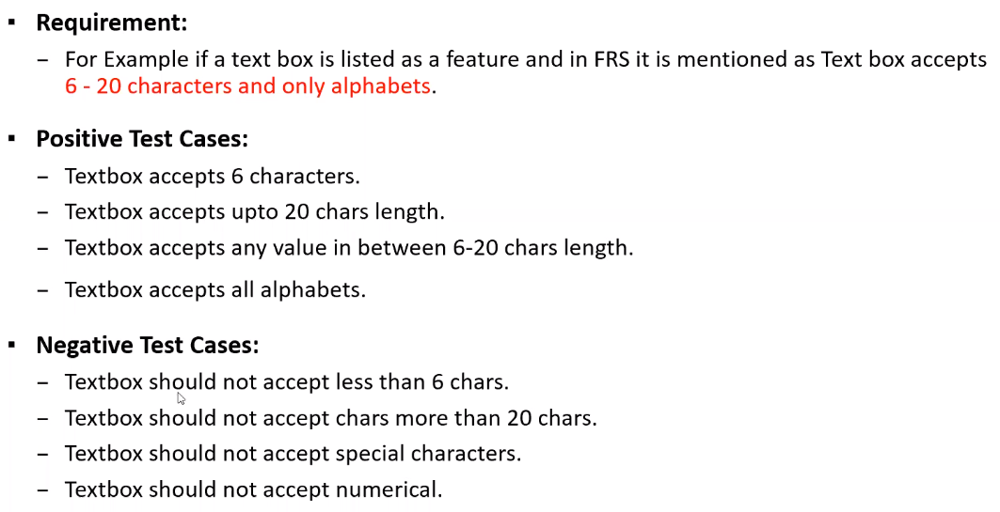 ▪ Requirement:
– For Example if a text box is listed as a feature and in FRS it is mentioned as Text box accepts
6 - 20 characters and only alphabets.
▪ Positive Test Cases:
– Textbox accepts 6 characters.
– Textbox accepts upto 20 chars length.
– Textbox accepts any value in between 6-20 chars length.
– Textbox accepts all alphabets.
▪ Negative Test Cases:
– Textbox should not accept less than 6 chars.
– Textbox should not accept chars more than 20 chars.
– Textbox should not accept special characters.
– Textbox should not accept numerical.